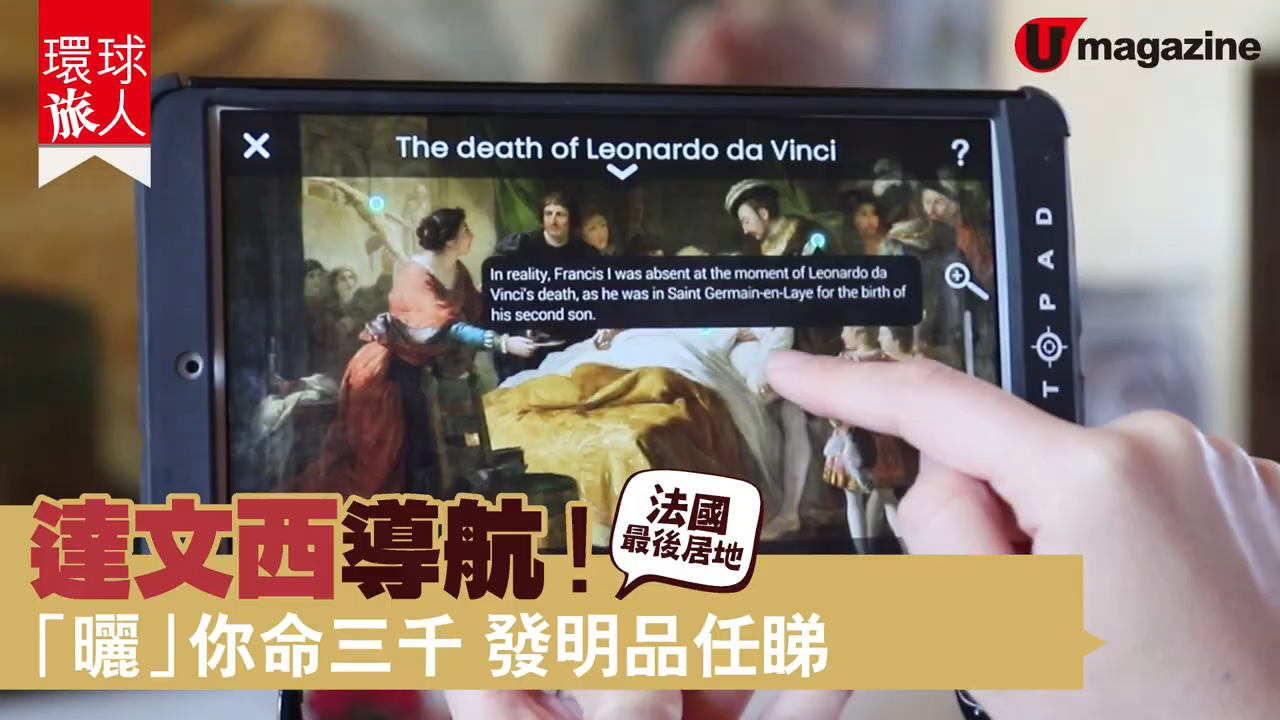 環球
旅人
U magazine
The death of Leonardo da Vinci
?
In reality, Francis I was absent at the moment of Leonardo da
Vinci's death, as he was in Saint Germain-en-Laye for the birth of
his second son.
TOPAD
達文西導航！
法國
最後居地
「曬」你命三千 發明品任睇